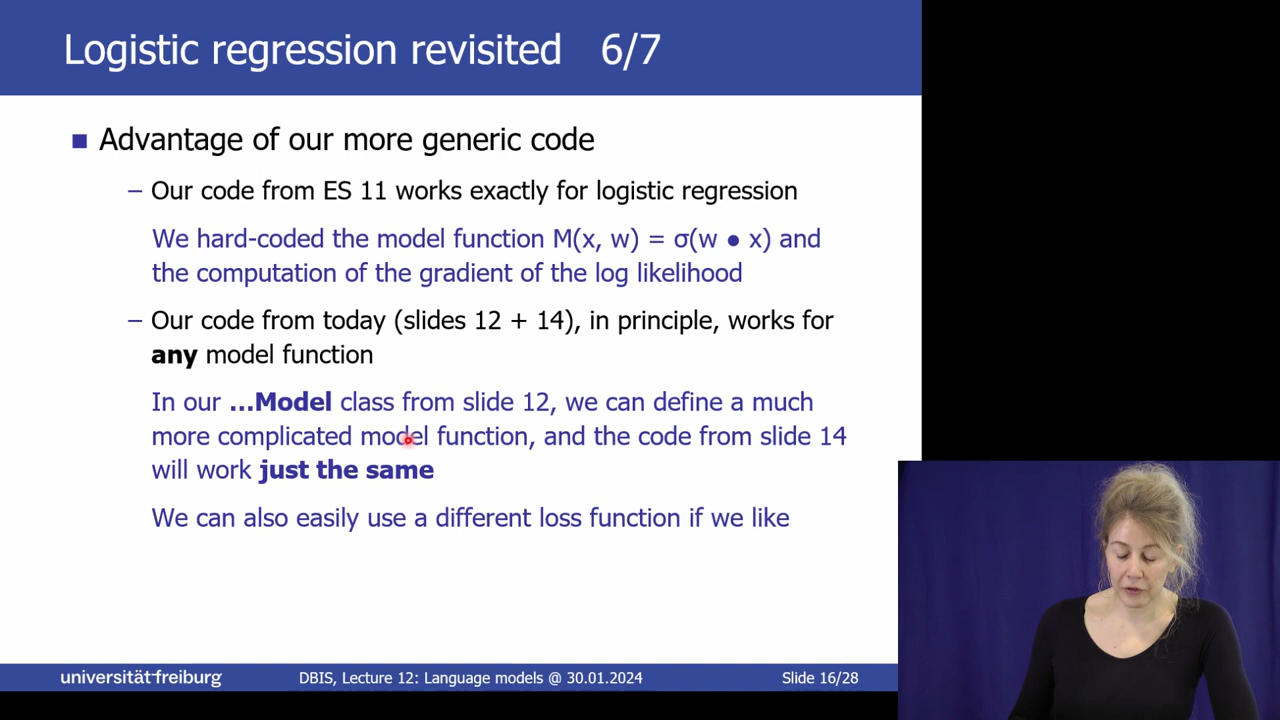 Logistic regression revisited 6/7
Advantage of our more generic code
– Our code from ES 11 works exactly for logistic regression
We hard-coded the model function M(x, w) = σ(w ● x) and
the computation of the gradient of the log likelihood
– Our code from today (slides 12 + 14), in principle, works for
any model function
In our …Model class from slide 12, we can define a much
more complicated model function, and the code from slide 14
will work just the same
We can also easily use a different loss function if we like
universität freiburg
DBIS, Lecture 12: Language models @ 30.01.2024
Slide 16/28